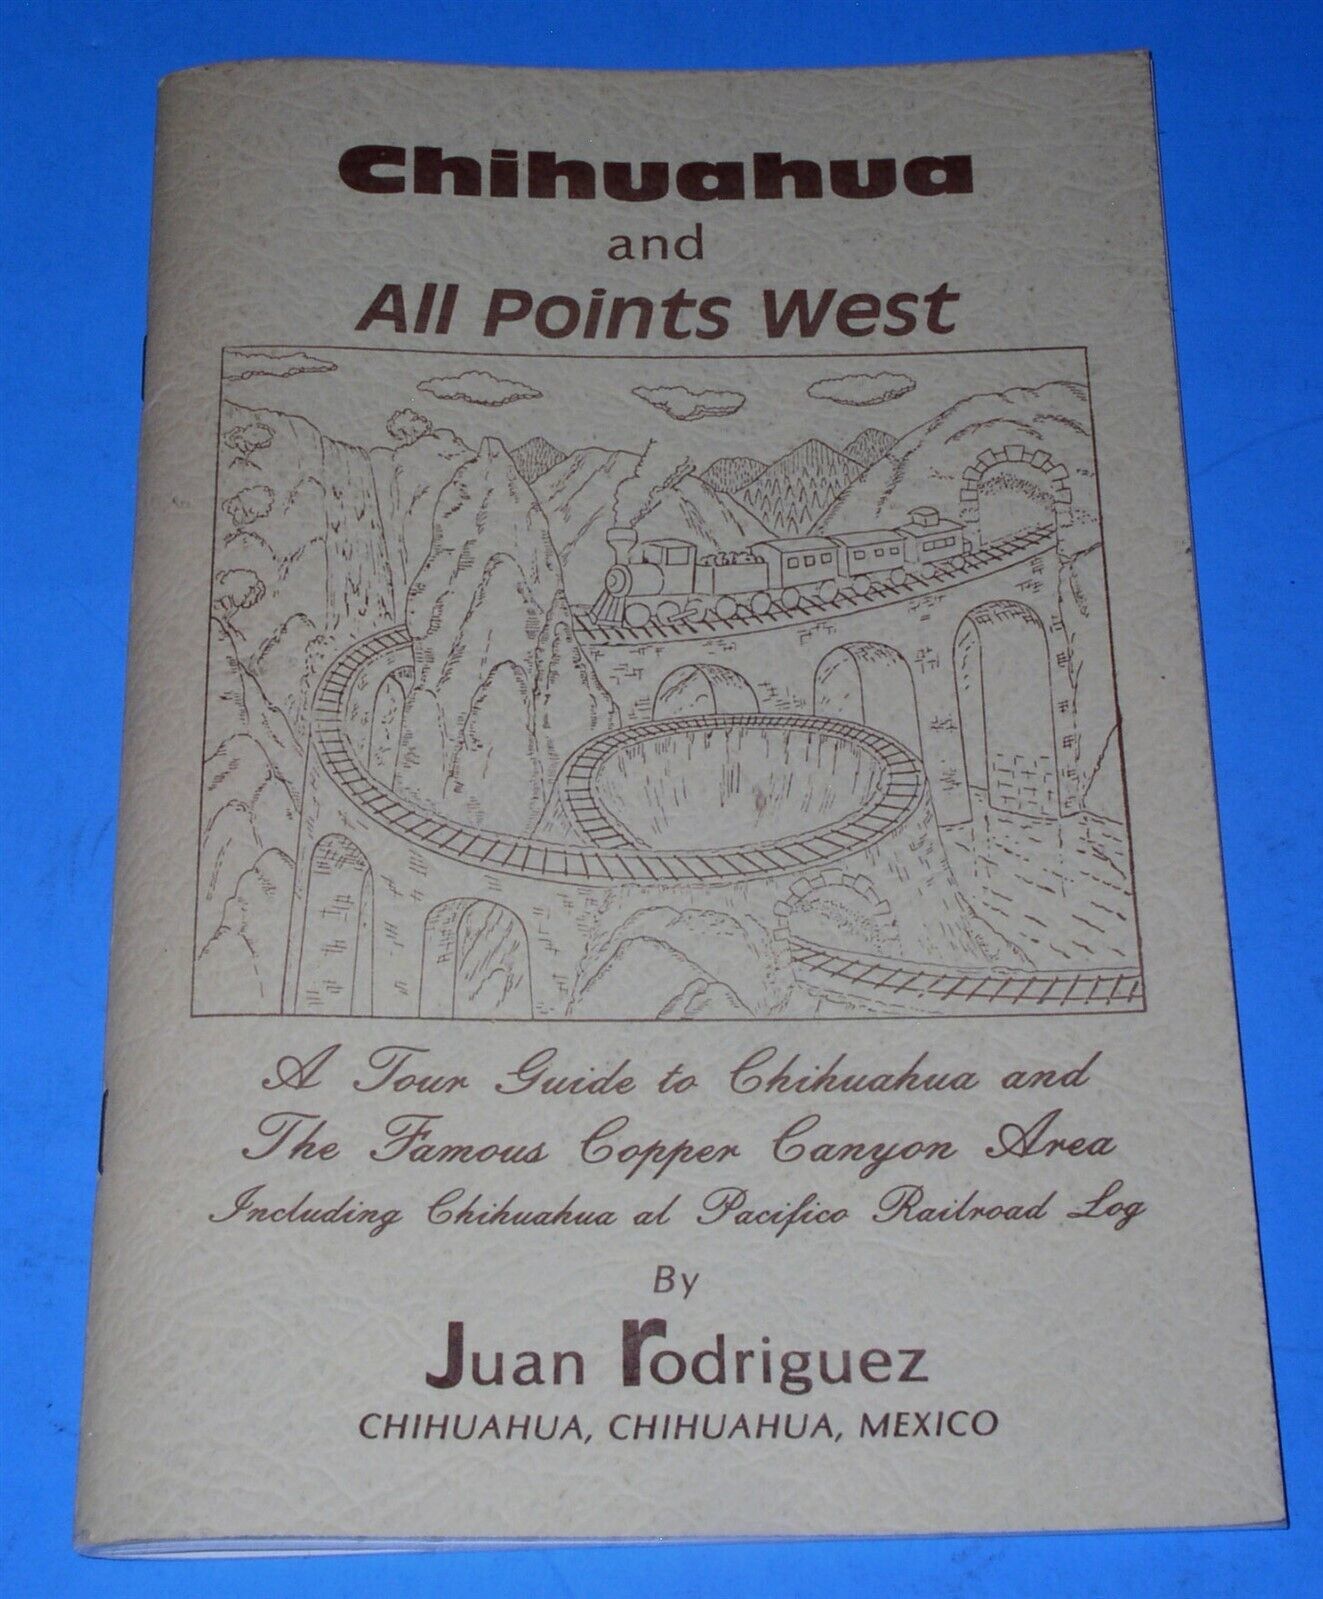 Chihuahua
and
All Points West
A Tour Guide to Chihuahua and
The Famous Copper Canyon Area
Including Chihuahua al Pacifico Railroad Log
By
Juan rodriguez
CHIHUAHUA, CHIHUAHUA, MEXICO